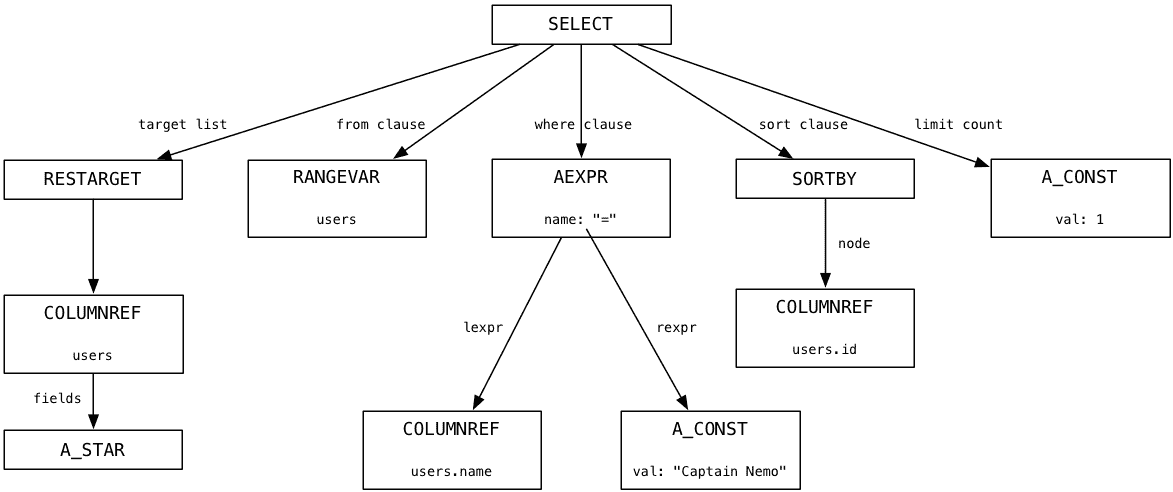 SELECT
target list
from clause
where clause
sort clause
limit count
RESTARGET
RANGEVAR
users
AEXPR
name: "="
SORTBY
A_CONST
val: 1
node
COLUMNREF
users
COLUMNREF
users.id
lexpr
rexpr
fields
A_STAR
COLUMNREF
users.name
A_CONST
val: "Captain Nemo"